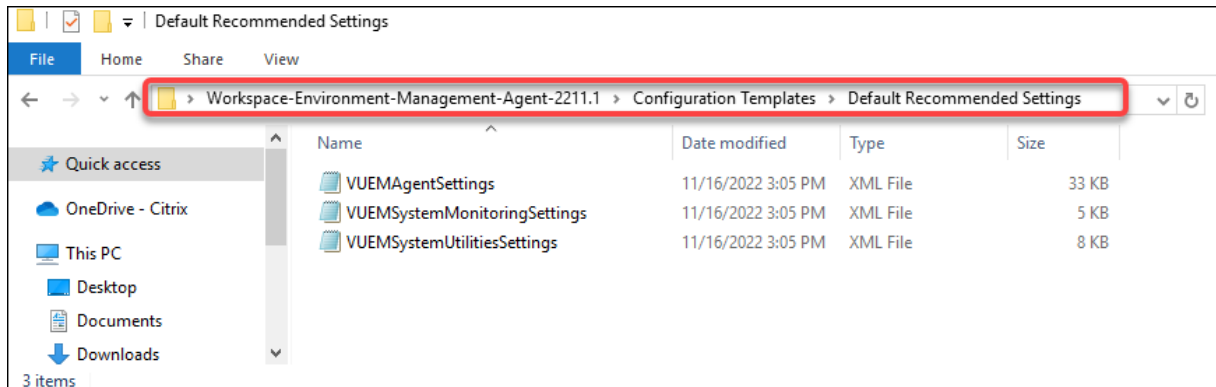 Default Recommended Settings
File Home Share View
Workspace-Environment-Management-Agent-2211.1 > Configuration Templates > Default Recommended Settings
Name Date modified Type Size
Quick access
VUEMAgentSettings 11/16/2022 3:05 PM XML File 33 KB
OneDrive - Citrix
VUEMSystemMonitoringSettings 11/16/2022 3:05 PM XML File 5 KB
VUEMSystemUtilitiesSettings 11/16/2022 3:05 PM XML File 8 KB
This PC
Desktop
Documents
Downloads
3 items